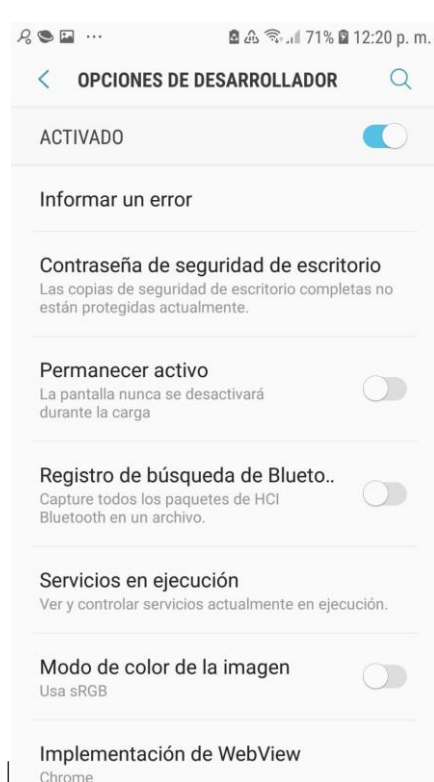 71% 12:20 p. m.
OPCIONES DE DESARROLLADOR
ACTIVADO
Informar un error
Contraseña de seguridad de escritorio
Las copias de seguridad de escritorio completas no
están protegidas actualmente.
Permanecer activo
La pantalla nunca se desactivará
durante la carga
Registro de búsqueda de Blueto..
Capture todos los paquetes de HCI
Bluetooth en un archivo.
Servicios en ejecución
Ver y controlar servicios actualmente en ejecución.
Modo de color de la imagen
Usa sRGB
Implementación de WebView
Chrome